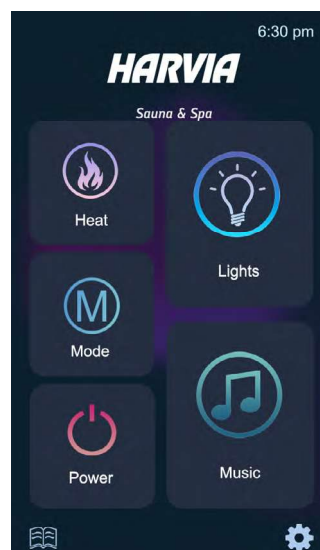 6:30 pm
HARVIA
Sauna & Spa
Heat
Lights
M
Mode
Power
Music